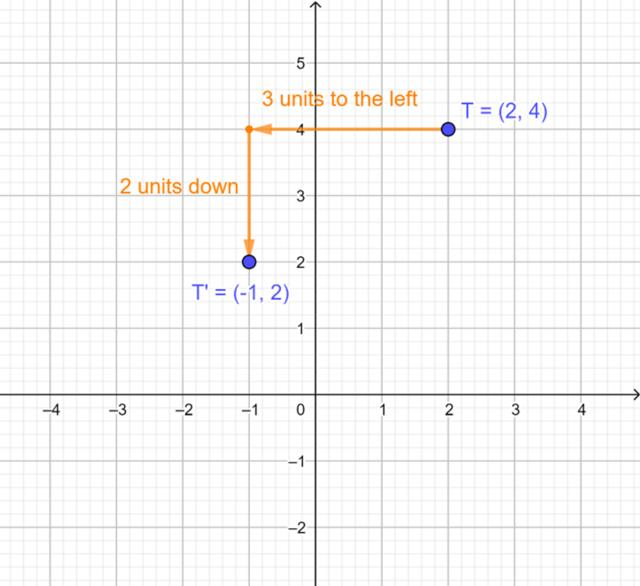 5
3 units to the left
T = (2, 4)
4
2 units down
3
2
T' = (-1, 2)
1
–4 –3 –2 –1 0 1 2 3 4
–1
–2